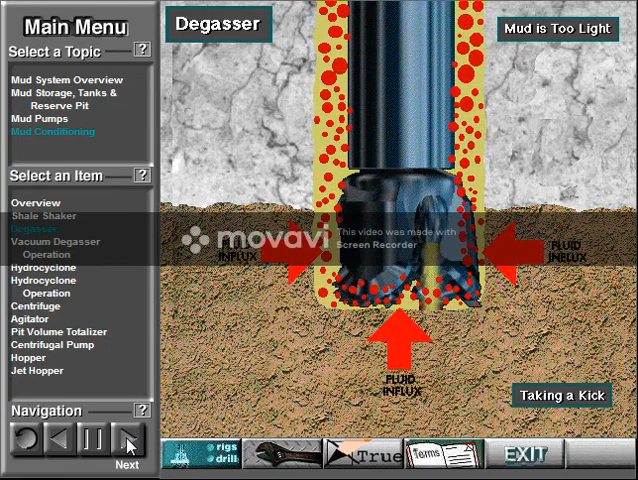 Main Menu
Select a Topic ?
Mud System Overview
Mud Storage, Tanks &
Reserve Pit
Mud Pumps
Mud Conditioning
Select an Item ?
Overview
Shale Shaker
Degasser
Vacuum Degasser
Operation
Hydrocyclone
Hydrocyclone
Operation
Centrifuge
Agitator
Pit Volume Totalizer
Centrifugal Pump
Hopper
Jet Hopper
Navigation ?
Next
Degasser
Mud is Too Light
movavi
This video was made with
Screen Recorder
FLUID
INFLUX
FLUID
INFLUX
FLUID
INFLUX
Taking a Kick
rigs
drill
True
Terms
EXIT